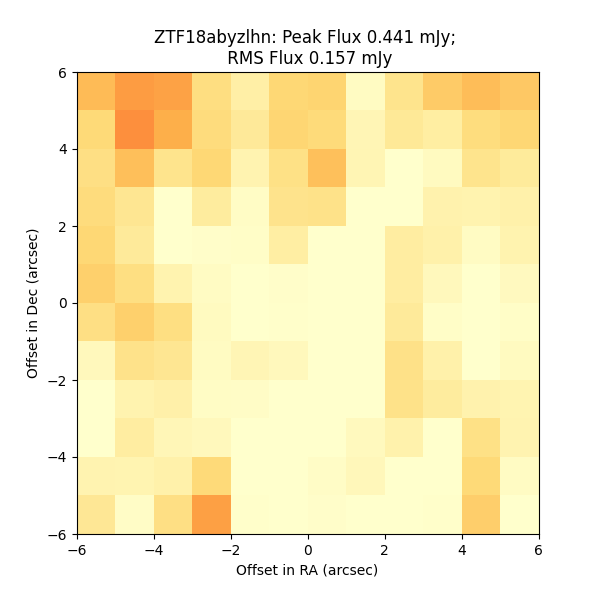 ZTF18abyzlhn: Peak Flux 0.441 mJy;
RMS Flux 0.157 mJy
6
4
2
0
−2
−4
−6
Offset in Dec (arcsec)
−6 −4 −2 0 2 4 6
Offset in RA (arcsec)